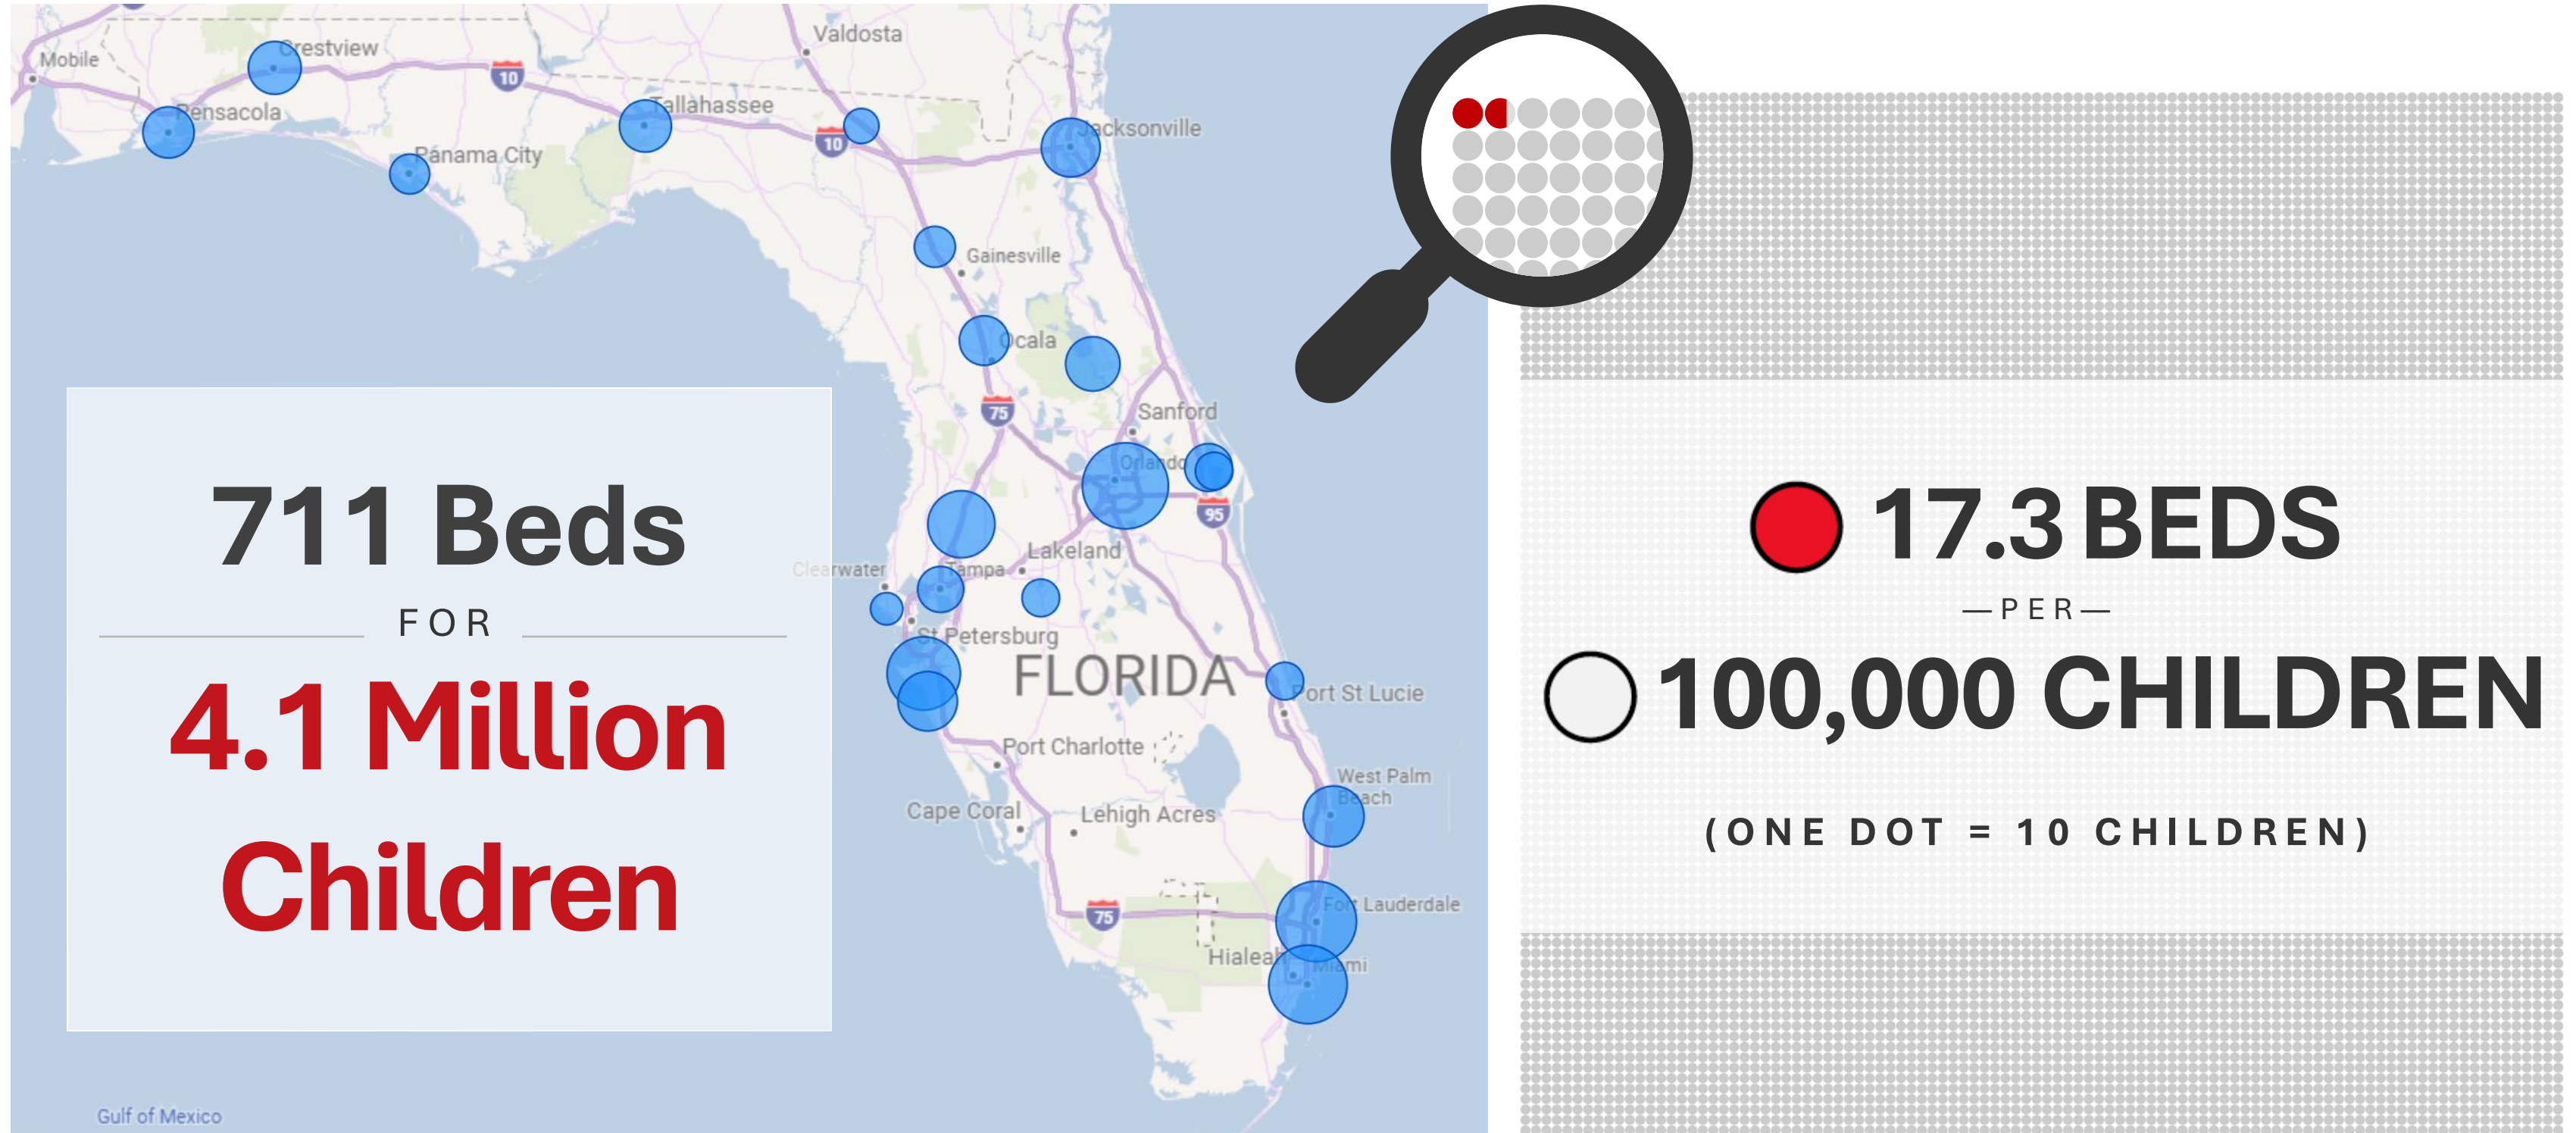 Valdosta
Crestview
Mobile
10
Tallahassee
Pensacola
10
Jacksonville
Panama City
Gainesville
Ocala
75
Sanford
Orlando
95
Lakeland
Clearwater
Tampa
St Petersburg
FLORIDA
Port St Lucie
Port Charlotte
West Palm
Beach
Cape Coral
Lehigh Acres
75
Fort Lauderdale
Hialeah
Miami
Gulf of Mexico
711 Beds
FOR
4.1 Million
Children
17.3 BEDS
—PER—
100,000 CHILDREN
(ONE DOT = 10 CHILDREN)